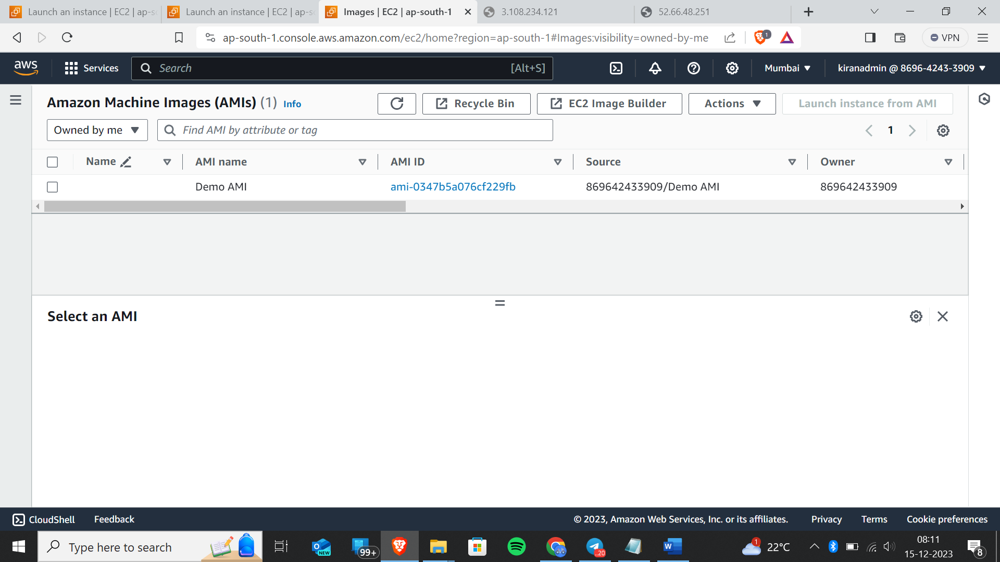 Launch an instance | EC2 | ap-so
Launch an instance | EC2 | ap-so
Images | EC2 | ap-south-1
3.108.234.121
52.66.48.251
ap-south-1.console.aws.amazon.com/ec2/home?region=ap-south-1#Images:visibility=owned-by-me
1
VPN
aws
Services
Search
[Alt+S]
Mumbai
kiranadmin @ 8696-4243-3909
Amazon Machine Images (AMIs) (1) Info
Recycle Bin
EC2 Image Builder
Actions
Launch instance from AMI
Owned by me
Find AMI by attribute or tag
1
Name
AMI name
AMI ID
Source
Owner
Demo AMI
ami-0347b5a076cf229fb
869642433909/Demo AMI
869642433909
Select an AMI
CloudShell
Feedback
© 2023, Amazon Web Services, Inc. or its affiliates.
Privacy
Terms
Cookie preferences
Type here to search
O
NEW
99+
..20
W
1
22°C
08:11
15-12-2023
8